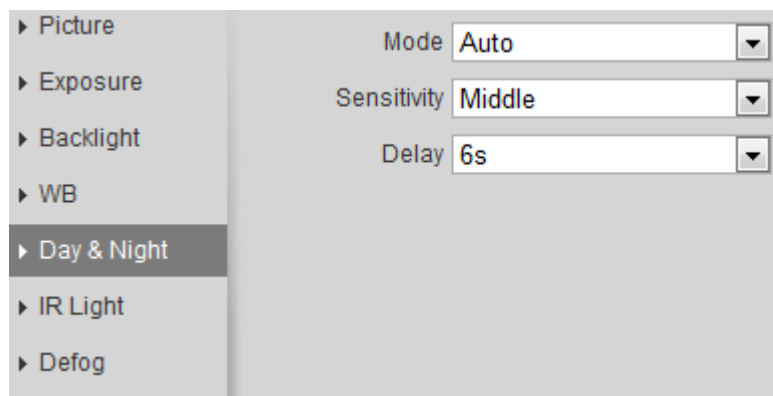 Picture
Exposure
Backlight
WB
Day & Night
IR Light
Defog
Mode Auto
Sensitivity Middle
Delay 6s